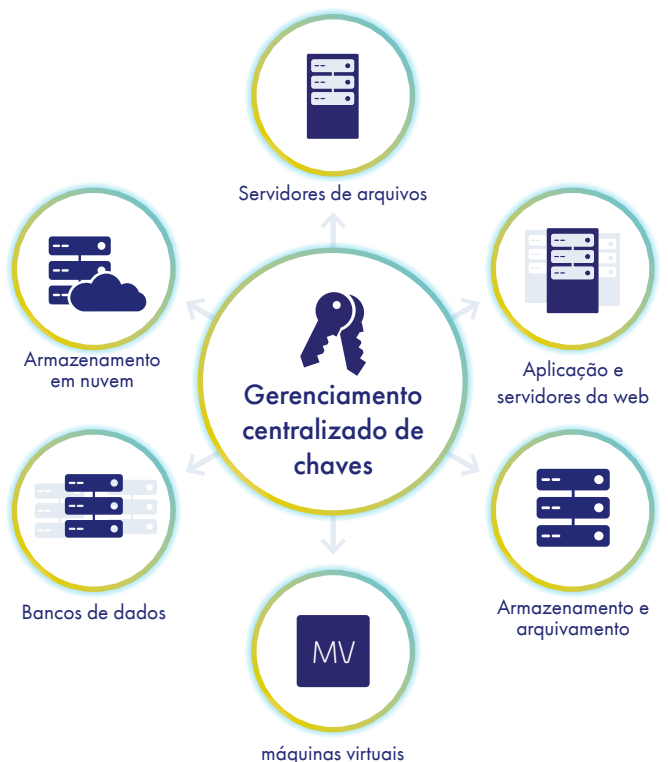 Servidores de arquivos
Armazenamento
em nuvem
Gerenciamento
centralizado de
chaves
Aplicação e
servidores da web
Bancos de dados
MV
Armazenamento e
arquivamento
máquinas virtuais